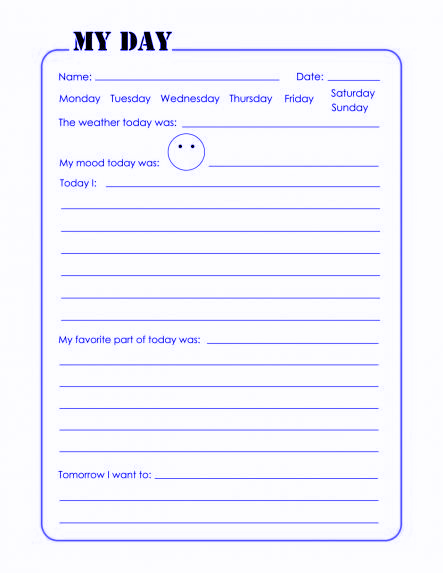 MY DAY
Name: Date:
Monday Tuesday Wednesday Thursday Friday Saturday
Sunday
The weather today was:
My mood today was:
Today I:
My favorite part of today was:
Tomorrow I want to: